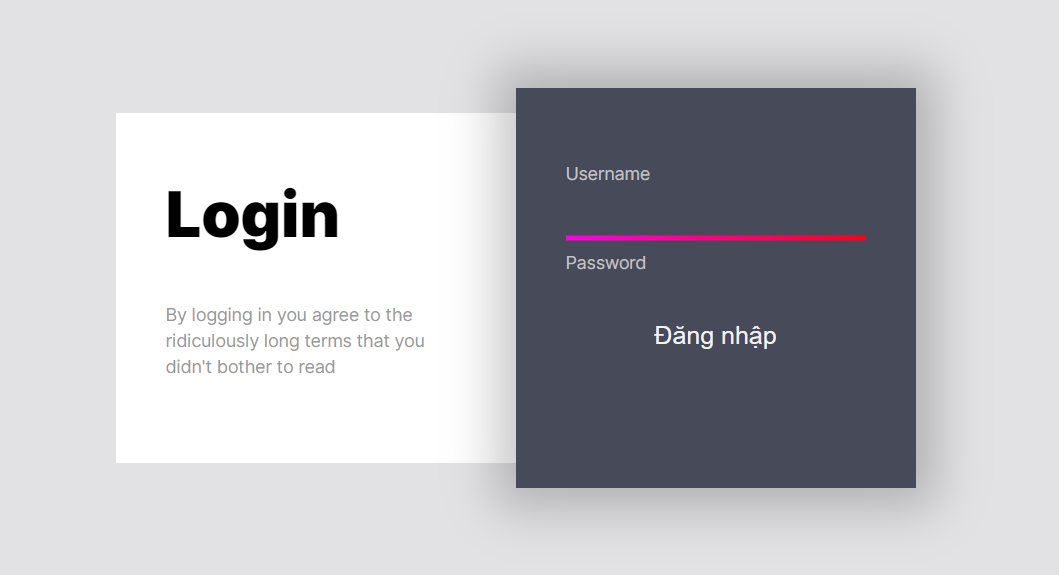 Login
By logging in you agree to the
ridiculously long terms that you
didn't bother to read
Username
Password
Đăng nhập